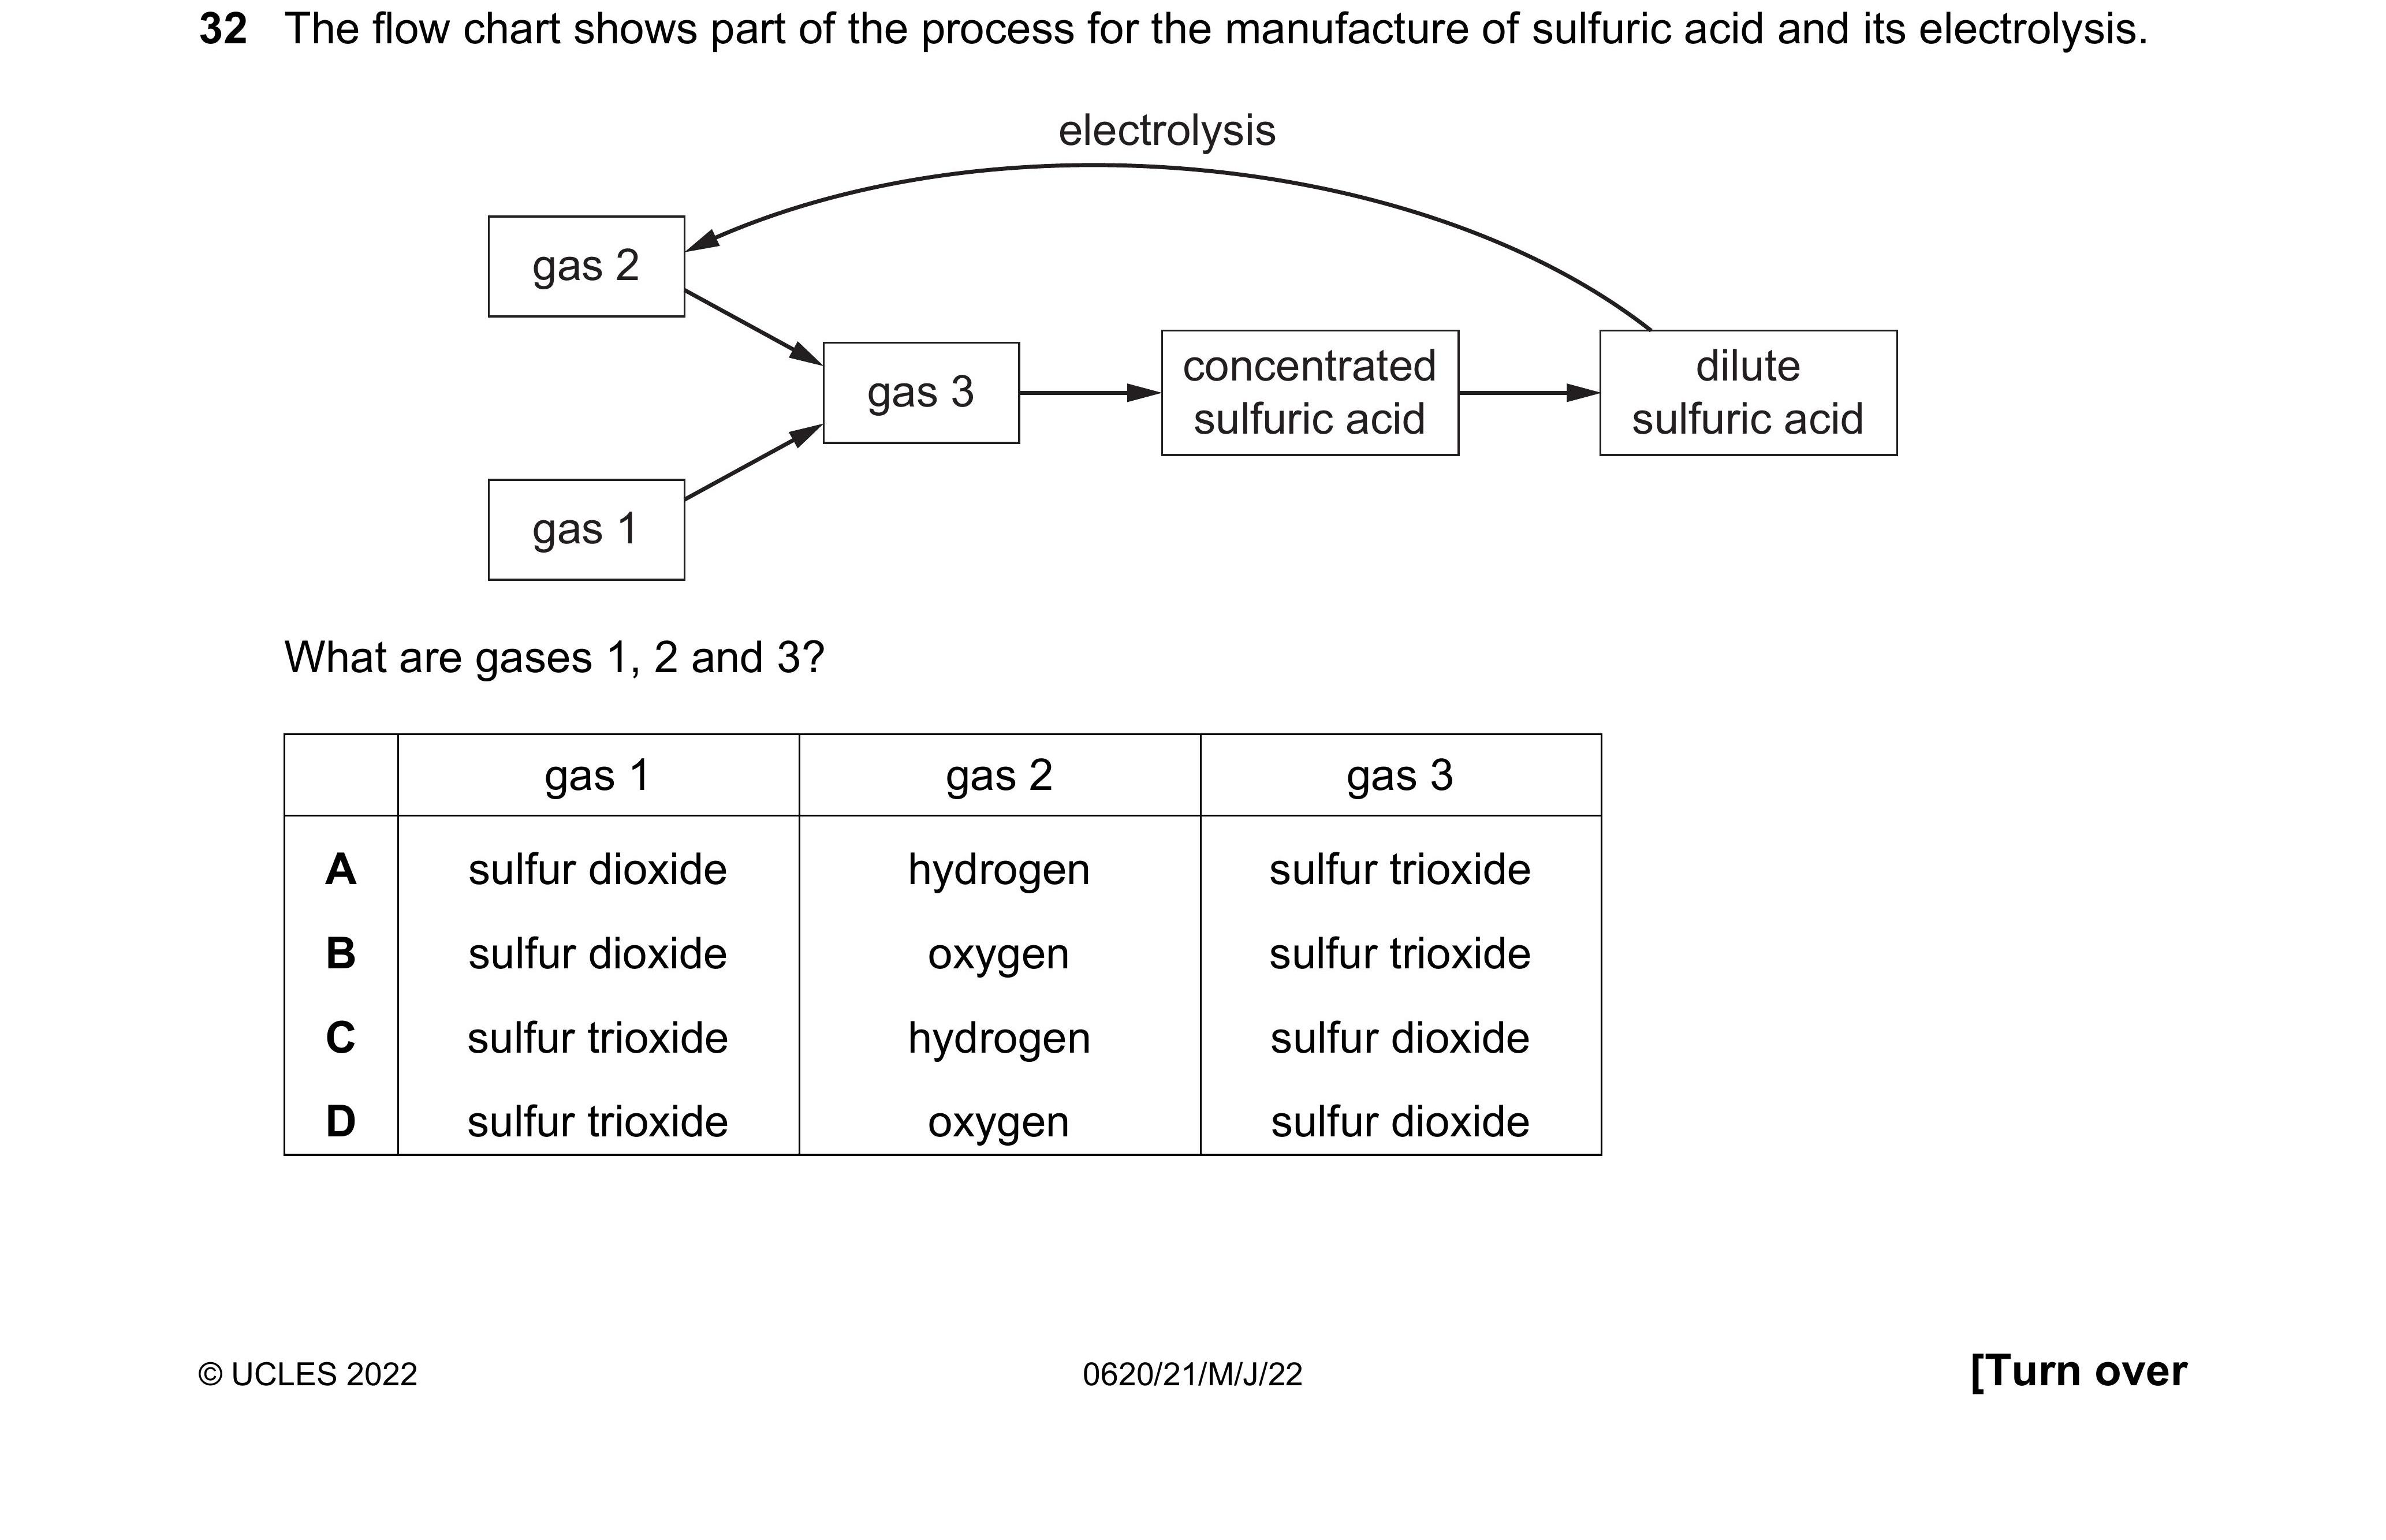 32 The flow chart shows part of the process for the manufacture of sulfuric acid and its electrolysis.
electrolysis
gas 2
gas 3
concentrated
sulfuric acid
dilute
sulfuric acid
gas 1
What are gases 1, 2 and 3?
gas 1 gas 2 gas 3
A sulfur dioxide hydrogen sulfur trioxide
B sulfur dioxide oxygen sulfur trioxide
C sulfur trioxide hydrogen sulfur dioxide
D sulfur trioxide oxygen sulfur dioxide
© UCLES 2022 0620/21/M/J/22 [Turn over